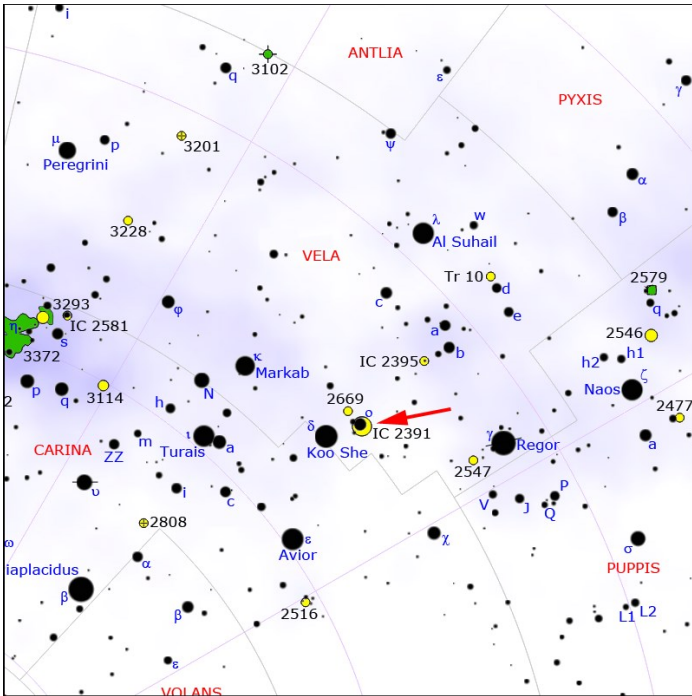 i
ANTLIA
3102
q
ε
PYXIS
γ
3201
μ
p
ψ
Peregrini
α
β
3228
λ
w
Al Suhail
VELA
Tr 10
d
2579
c
e
q
3293
φ
IC 2581
η
s
a
2546
3372
b
h2
h1
κ
Markab
IC 2395
ζ
Naos
p
q
3114
N
2
h
2669
ο
2477
IC 2391
CARINA
m
ι
a
δ
γ
a
ZZ
Turais
Koo She
Regor
2547
υ
i
c
V
J
P
Q
2808
ω
ε
χ
Avior
σ
α
iaplacidus
PUPPIS
β
β
2516
L1
L2
ε
VOLANS